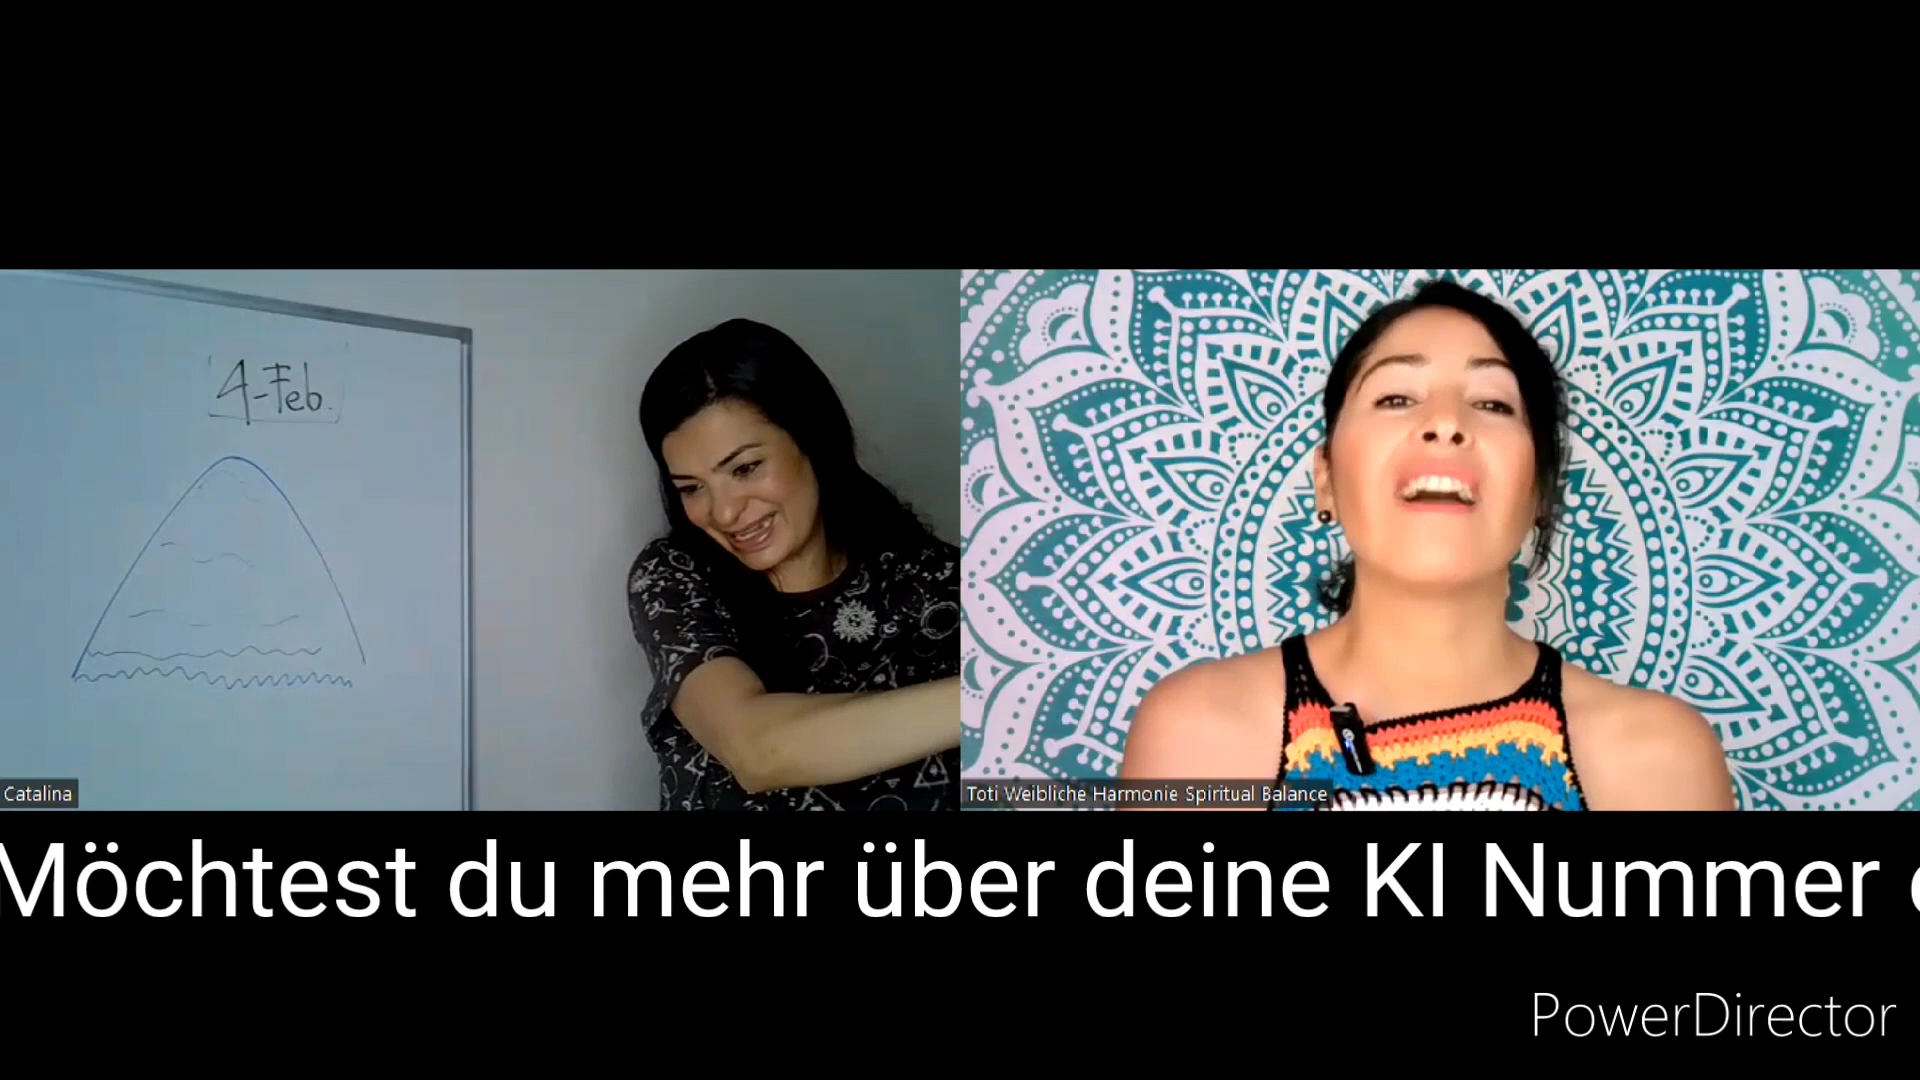 4-Feb.
Catalina
Toti Weibliche Harmonie Spiritual Balance
Möchtest du mehr über deine KI Nummer
PowerDirector